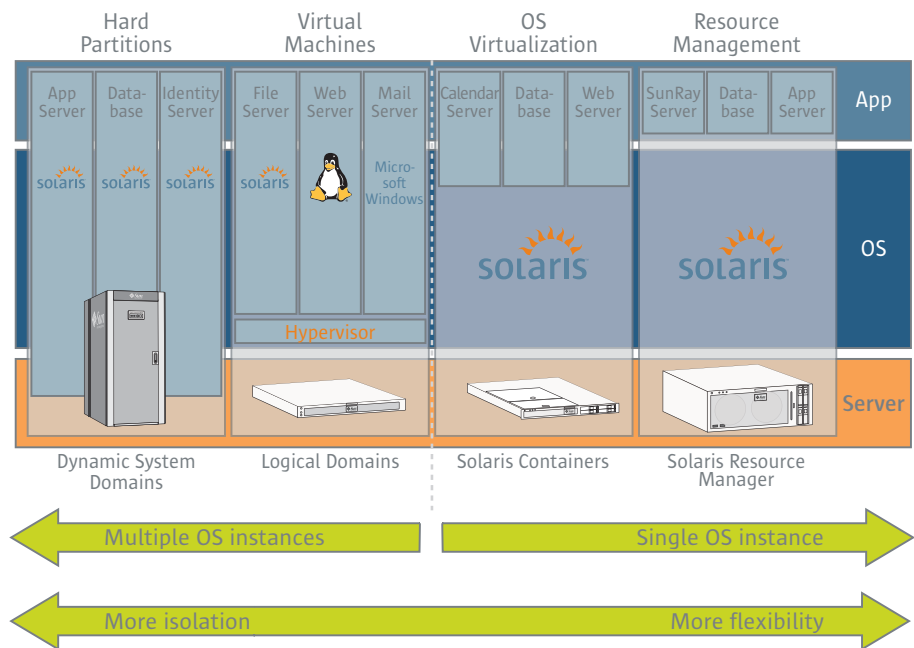 Hard
Partitions
Virtual
Machines
OS
Virtualization
Resource
Management
App
Server
Data-
base
Identity
Server
File
Server
Web
Server
Mail
Server
Calendar
Server
Data-
base
Web
Server
SunRay
Server
Data-
base
App
Server
App
solaris
solaris
solaris
solaris
Micro-
soft
Windows
solaris
solaris
OS
Hypervisor
Sun
Server
Dynamic System
Domains
Logical Domains
Solaris Containers
Solaris Resource
Manager
Multiple OS instances
Single OS instance
More isolation
More flexibility